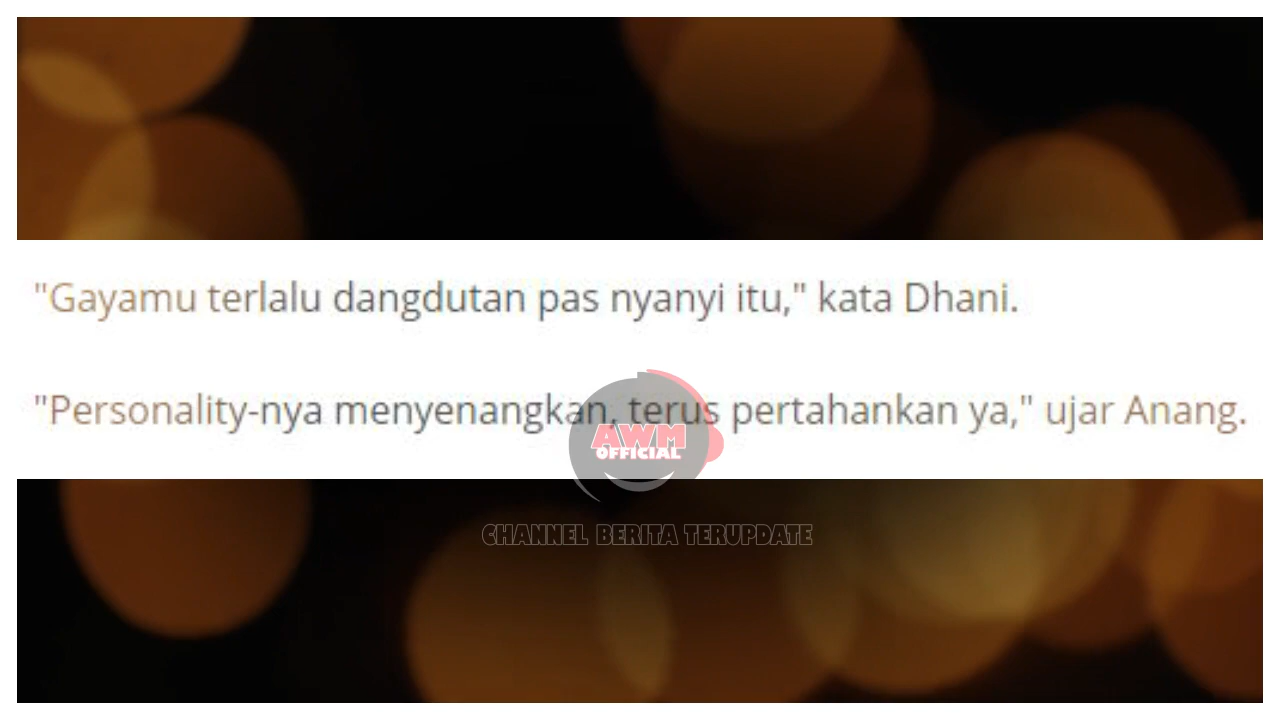 "Gayamu terlalu dangdutan pas nyanyi itu," kata Dhani.
"Personality-nya menyenangkan, terus pertahankan ya," ujar Anang.
AWM
OFFICIAL
CHANNEL BERITA TERUPDATE